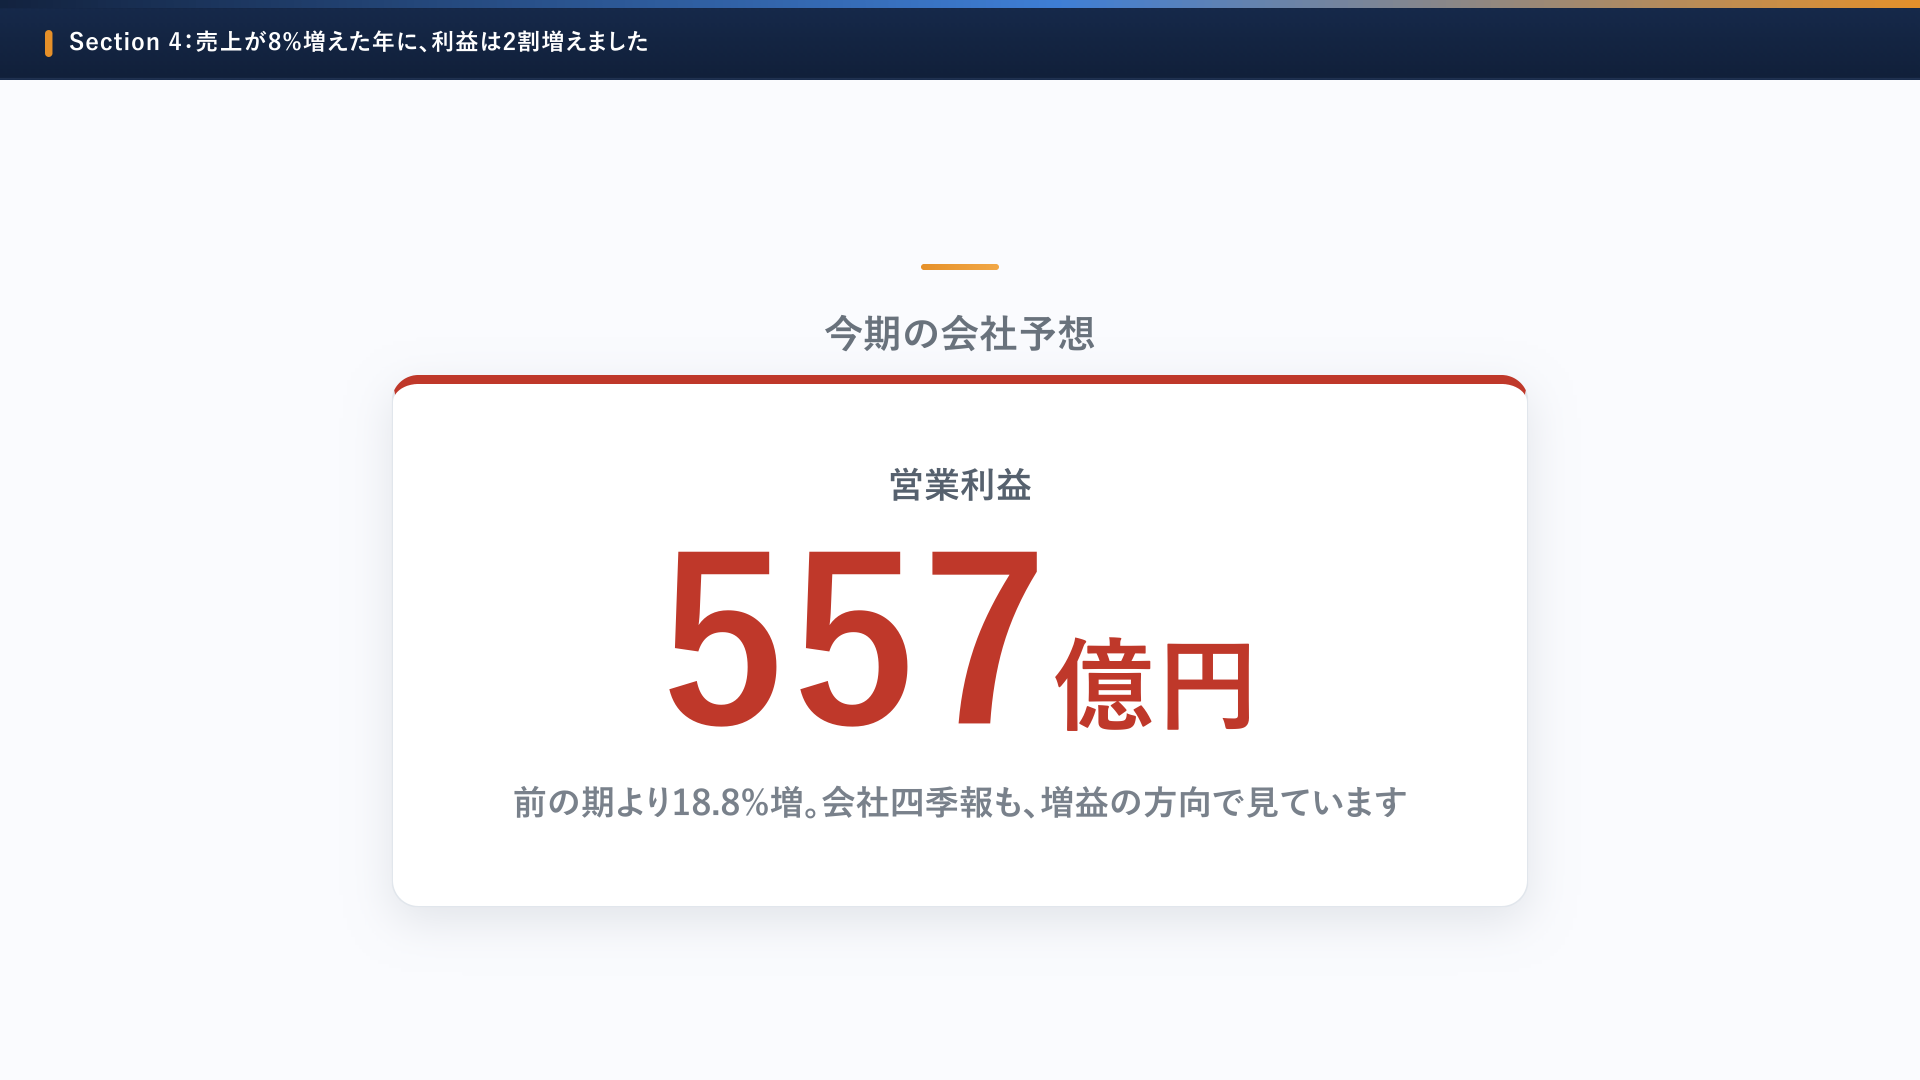 Section 4：売上が8%増えた年に、利益は2割増えました
今期の会社予想
営業利益
557億円
前の期より18.8%増。会社四季報も、増益の方向で見ています